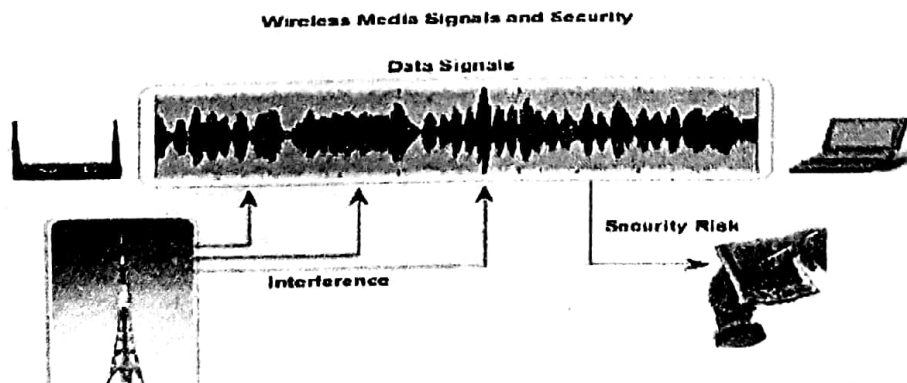 Wireless Media Signals and Security
Data Signals
Security Risk
Interference